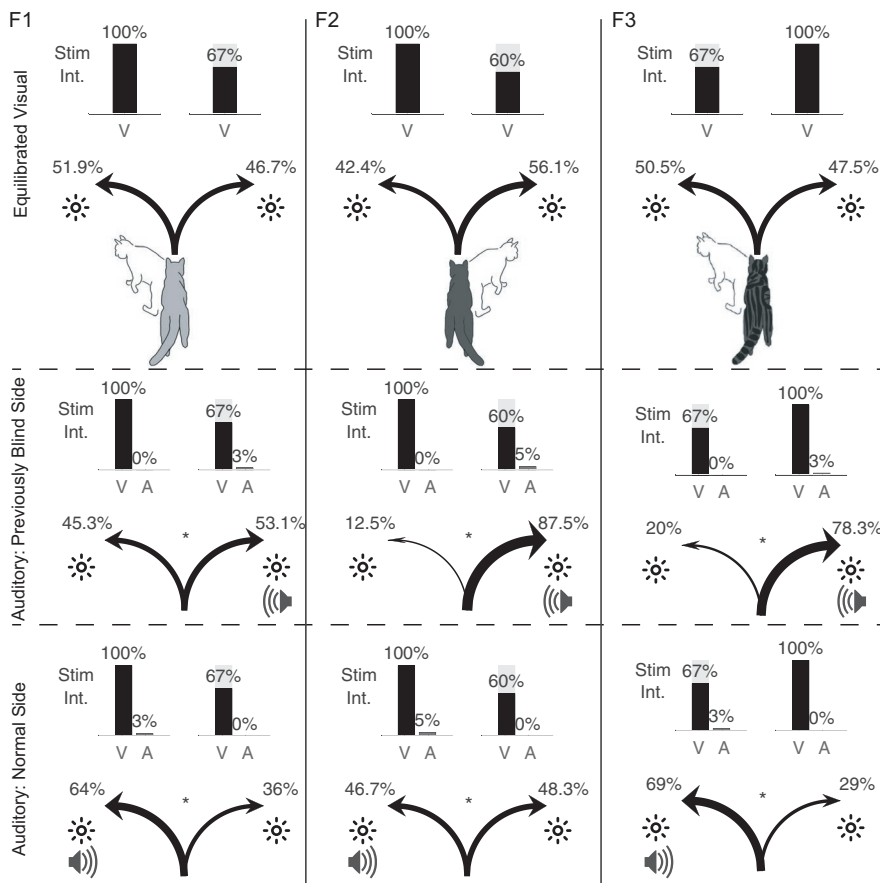 F1
F2
F3
Equilibrated Visual
100%
67%
Stim
Int.
V
V
51.9%
46.7%
100%
60%
V
V
42.4%
56.1%
67%
100%
Stim
Int.
V
V
50.5%
47.5%
Auditory: Previously Blind Side
100%
67%
Stim
Int.
0%
3%
V A
V A
45.3%
*
53.1%
100%
60%
0%
5%
V A
V A
12.5%
*
87.5%
100%
67%
Stim
Int.
0%
3%
V A
V A
20%
*
78.3%
Auditory: Normal Side
100%
67%
Stim
Int.
3%
0%
V A
V A
64%
*
36%
100%
60%
Stim
Int.
5%
0%
V A
V A
46.7%
*
48.3%
100%
67%
Stim
Int.
3%
0%
V A
V A
69%
*
29%